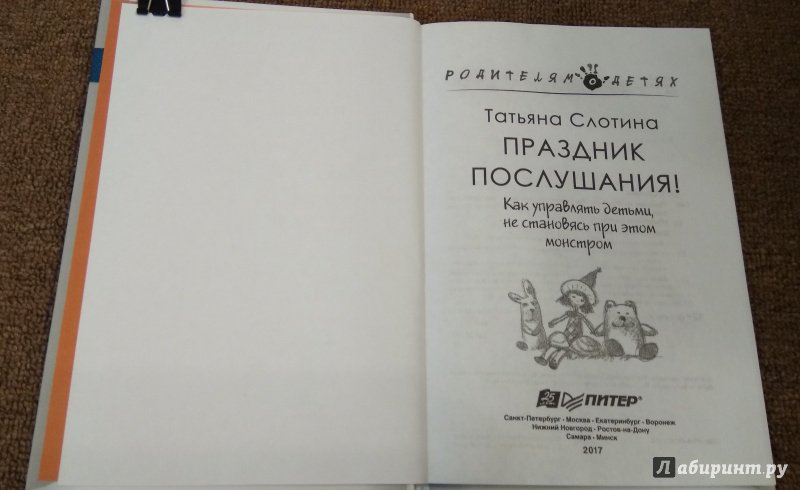 РОДИТЕЛЯМ О ДЕТЯХ
Татьяна Слотина
ПРАЗДНИК
ПОСЛУШАНИЯ!
Как управлять детьми,
не становясь при этом
монстром
25 ПИТЕР®
Санкт-Петербург · Москва · Екатеринбург · Воронеж
Нижний Новгород · Ростов-на-Дону
Самара · Минск
2017
Лабиринт.ру